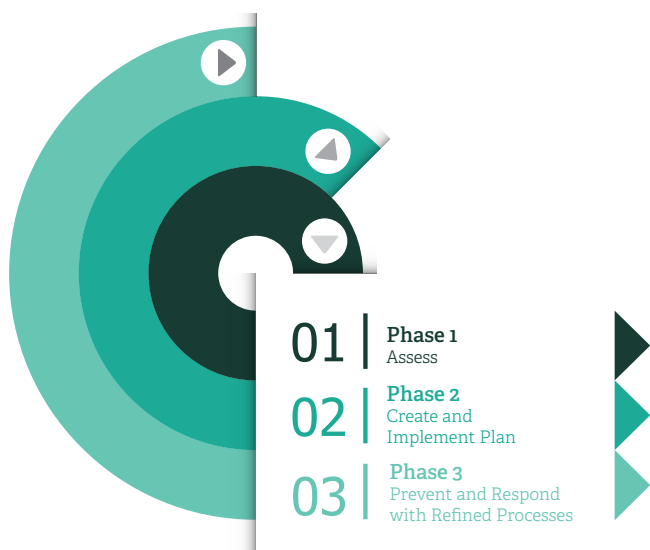 01
Phase 1
Assess
02
Phase 2
Create and
Implement Plan
03
Phase 3
Prevent and Respond
with Refined Processes